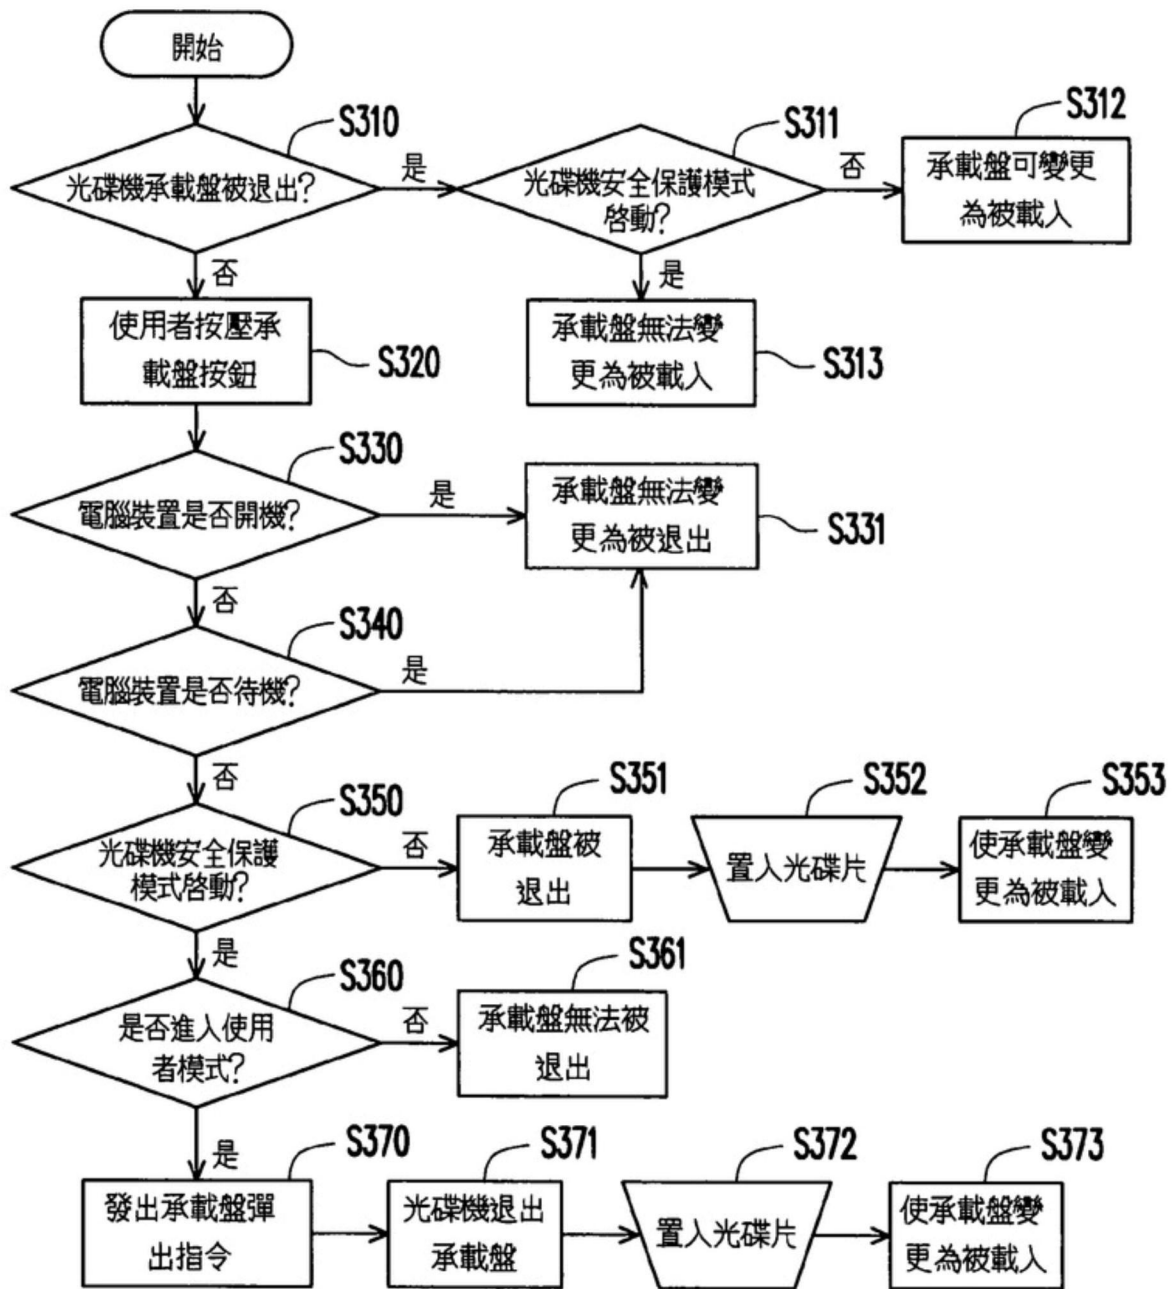 開始
S310
光碟機承載盤被退出?
是
S311
光碟機安全保護模式
啓動?
否
S312
承載盤可變更
為被載入
否
是
使用者按壓承
載盤按鈕
S320
承載盤無法變
更為被載入
S313
S330
電腦裝置是否開機?
是
承載盤無法變
更為被退出
S331
否
S340
電腦裝置是否待機?
是
否
S350
光碟機安全保護
模式啓動?
否
S351
承載盤被
退出
S352
置入光碟片
S353
使承載盤變
更為被載入
是
S360
是否進入使用
者模式?
否
S361
承載盤無法被
退出
是
S370
發出承載盤彈
出指令
S371
光碟機退出
承載盤
S372
置入光碟片
S373
使承載盤變
更為被載入